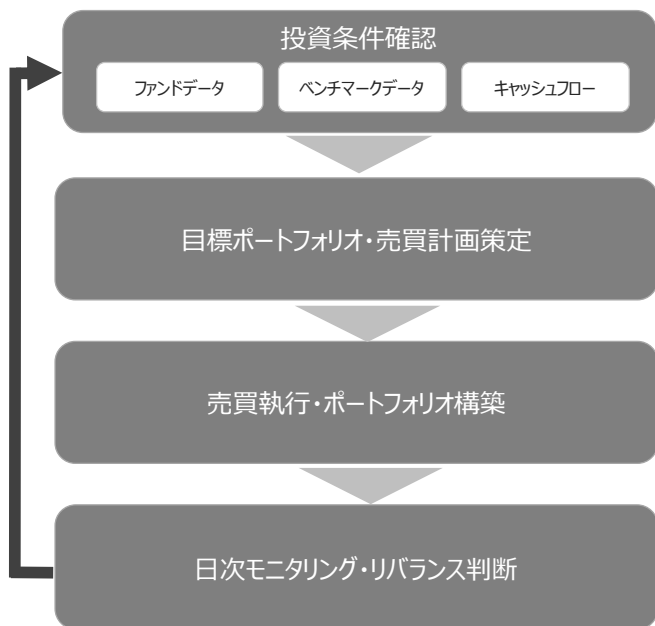 投資条件確認
ファンドデータ
ベンチマークデータ
キャッシュフロー
目標ポートフォリオ・売買計画策定
売買執行・ポートフォリオ構築
日次モニタリング・リバランス判断